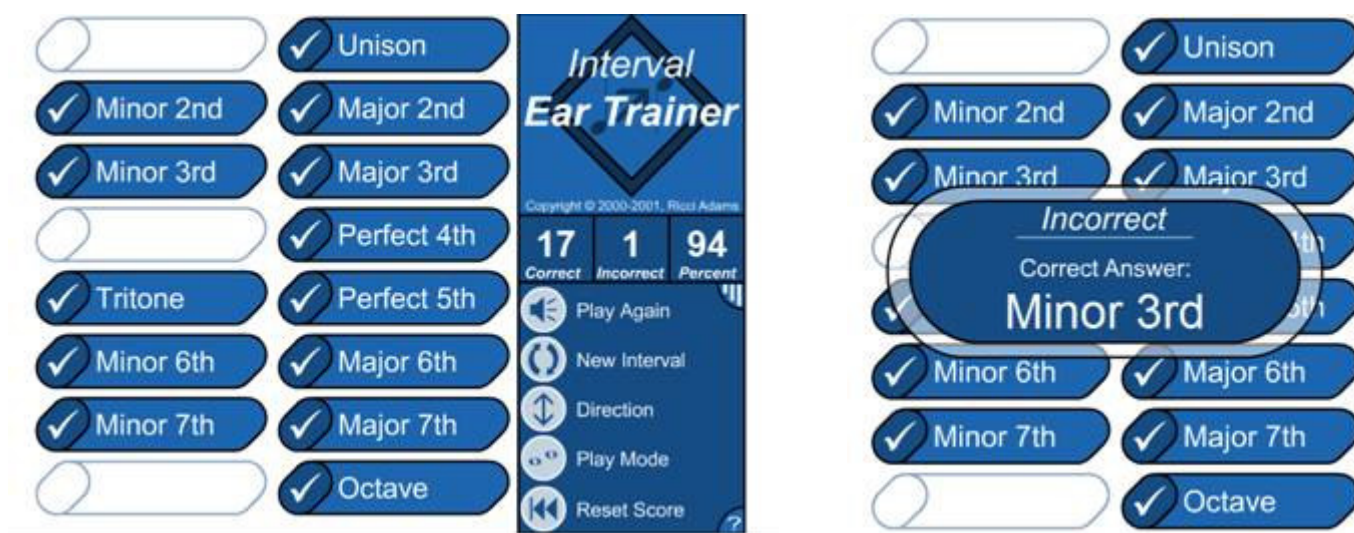 Unison
Minor 2nd Major 2nd
Minor 3rd Major 3rd
Perfect 4th
Tritone Perfect 5th
Minor 6th Major 6th
Minor 7th Major 7th
Octave
Interval
Ear Trainer
Copyright © 2000-2001, Ricci Adams
17 1 94
Correct Incorrect Percent
Play Again
New Interval
Direction
Play Mode
Reset Score
?
Unison
Minor 2nd Major 2nd
Minor 3rd Major 3rd
Incorrect
Correct Answer:
Minor 3rd
Minor 6th Major 6th
Minor 7th Major 7th
Octave